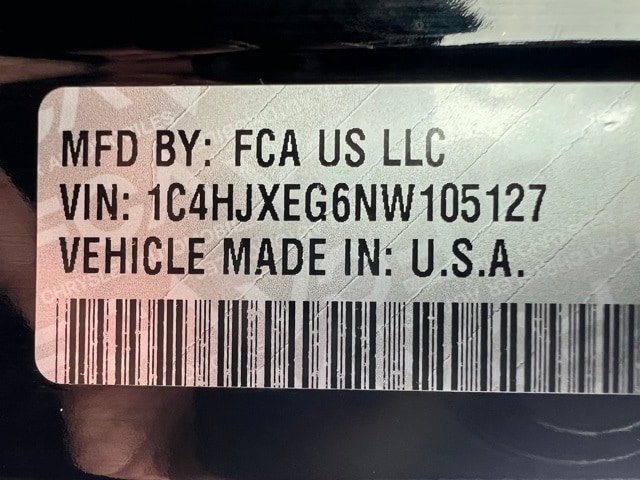 MFD BY: FCA US LLC
VIN: 1C4HJXEG6NW105127
VEHICLE MADE IN: U.S.A.